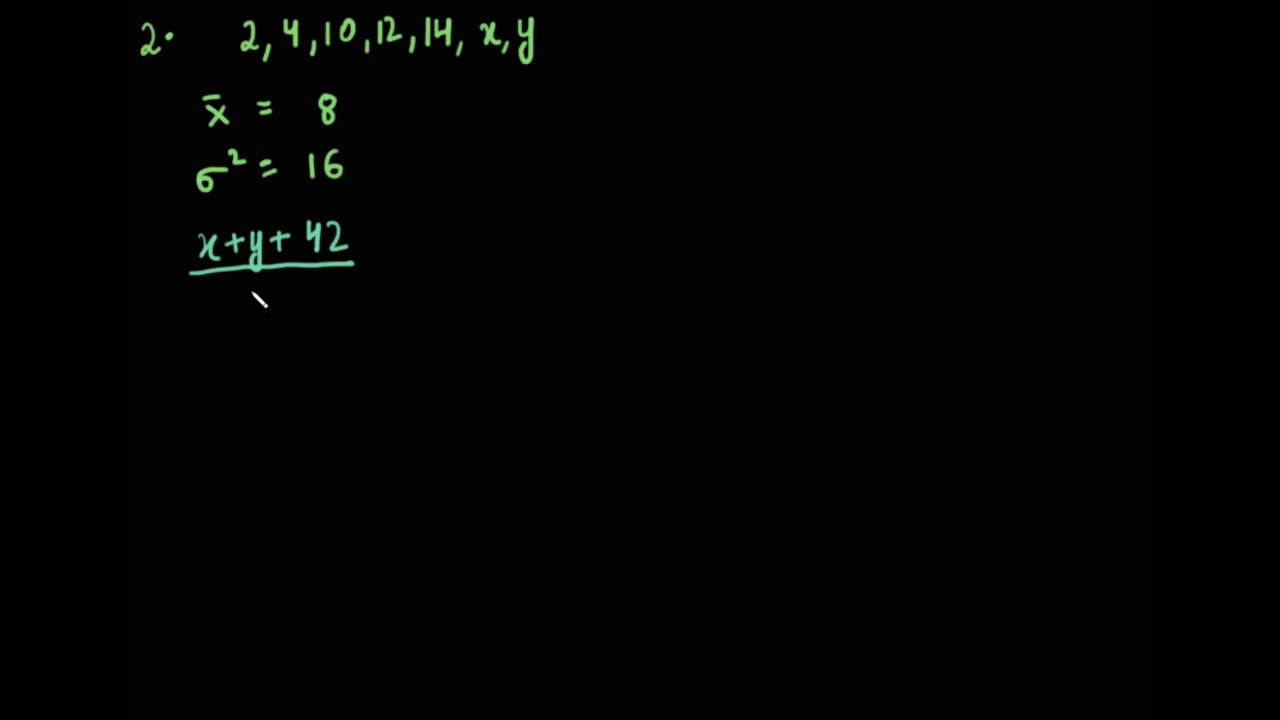 2. 2, 4, 10, 12, 14, x, y
x̄ = 8
σ² = 16
x+y+ 42